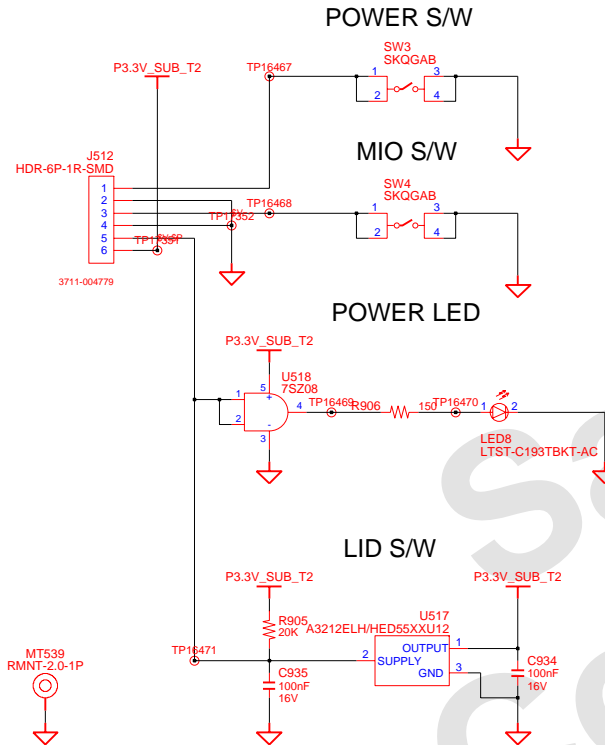 POWER S/W
SW3
SKQGAB
P3.3V_SUB_T2
TP16467
1 3
2 4
J512
HDR-6P-1R-SMD
MIO S/W
SW4
SKQGAB
1
2
3
4
5
6
TP16468
TP17352
TP17351
1 3
2 4
3711-004779
POWER LED
P3.3V_SUB_T2
U518
7SZ08
5
+
1
2
4
-
3
TP16469
R906
150
TP16470
1 2
LED8
LTST-C193TBKT-AC
LID S/W
P3.3V_SUB_T2
P3.3V_SUB_T2
R905
20K
U517
A3212ELH/HED55XXU12
TP16471
2 SUPPLY
OUTPUT 1
GND 3
C935
100nF
16V
C934
100nF
16V
MT539
RMNT-2.0-1P